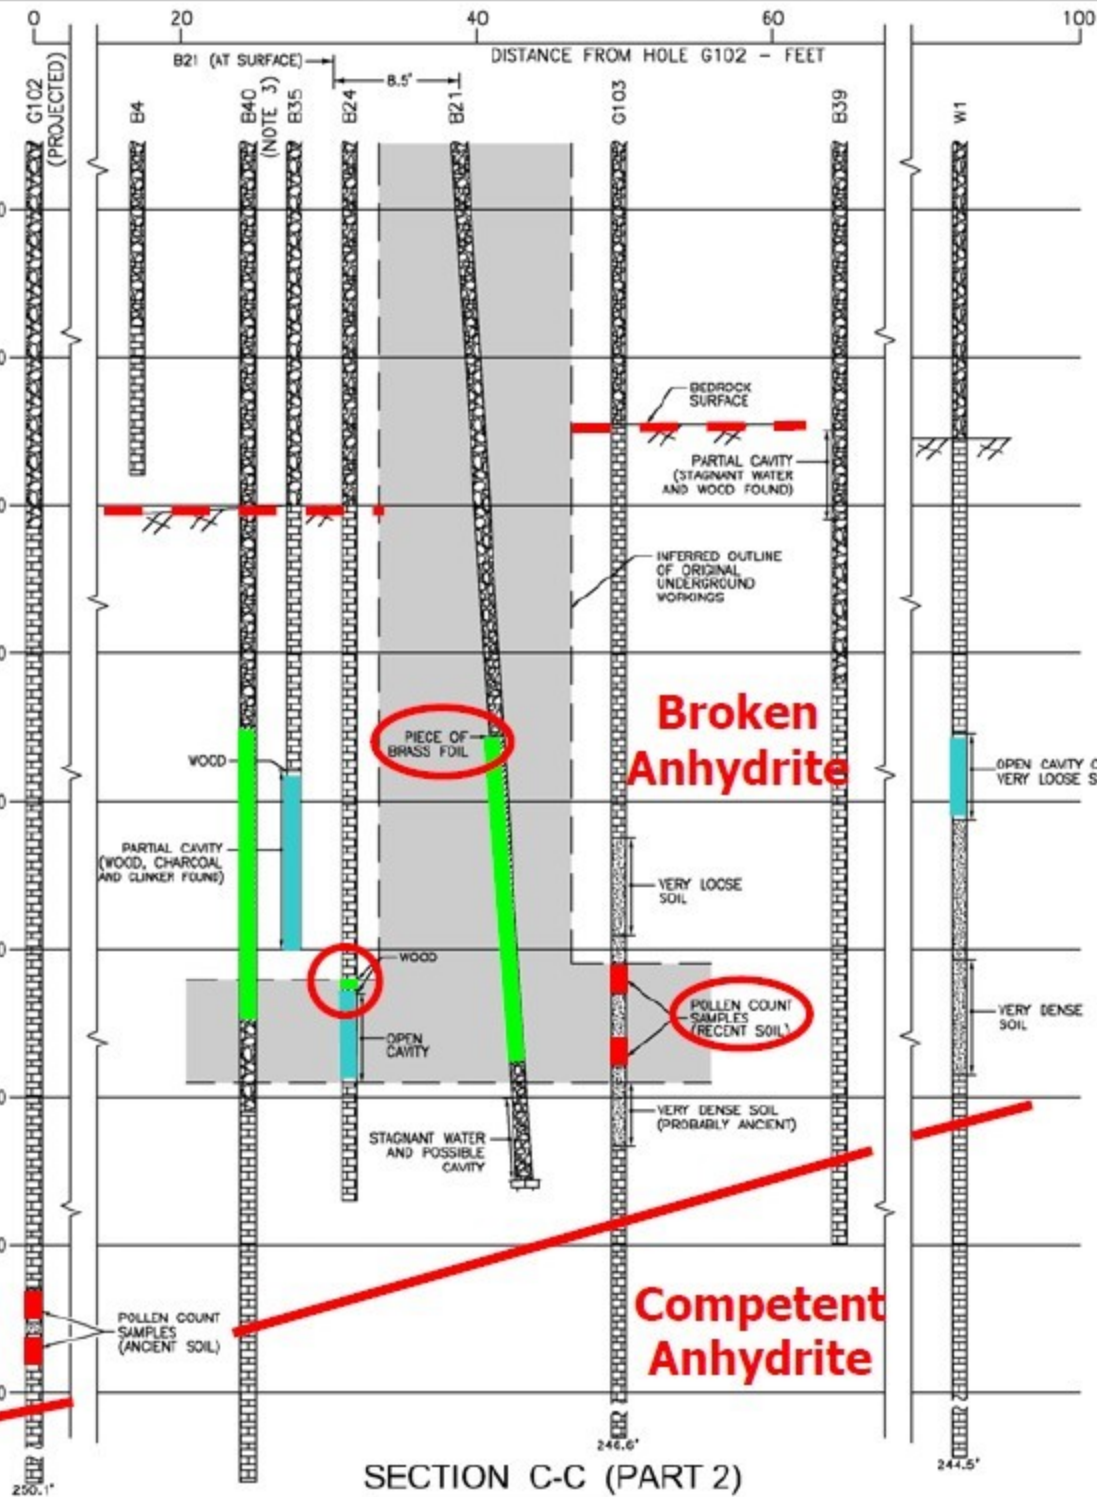 0 20 40 60 100
DISTANCE FROM HOLE G102 - FEET
B21 (AT SURFACE)
8.5'
G102
(PROJECTED)
B4
B40
(NOTE 3)
B35
B24
B21
G103
B39
W1
BEDROCK
SURFACE
PARTIAL CAVITY
(STAGNANT WATER
AND WOOD FOUND)
INFERRED OUTLINE
OF ORIGINAL
UNDERGROUND
WORKINGS
Broken
Anhydrite
PIECE OF
BRASS FOIL
WOOD
PARTIAL CAVITY
(WOOD, CHARCOAL
AND CLINKER FOUND)
OPEN CAVITY
VERY LOOSE
VERY LOOSE
SOIL
WOOD
OPEN
CAVITY
POLLEN COUNT
SAMPLES
(RECENT SOIL)
VERY DENSE
SOIL
VERY DENSE SOIL
(PROBABLY ANCIENT)
STAGNANT WATER
AND POSSIBLE
CAVITY
POLLEN COUNT
SAMPLES
(ANCIENT SOIL)
Competent
Anhydrite
246.6'
244.5'
250.1'
SECTION C-C (PART 2)